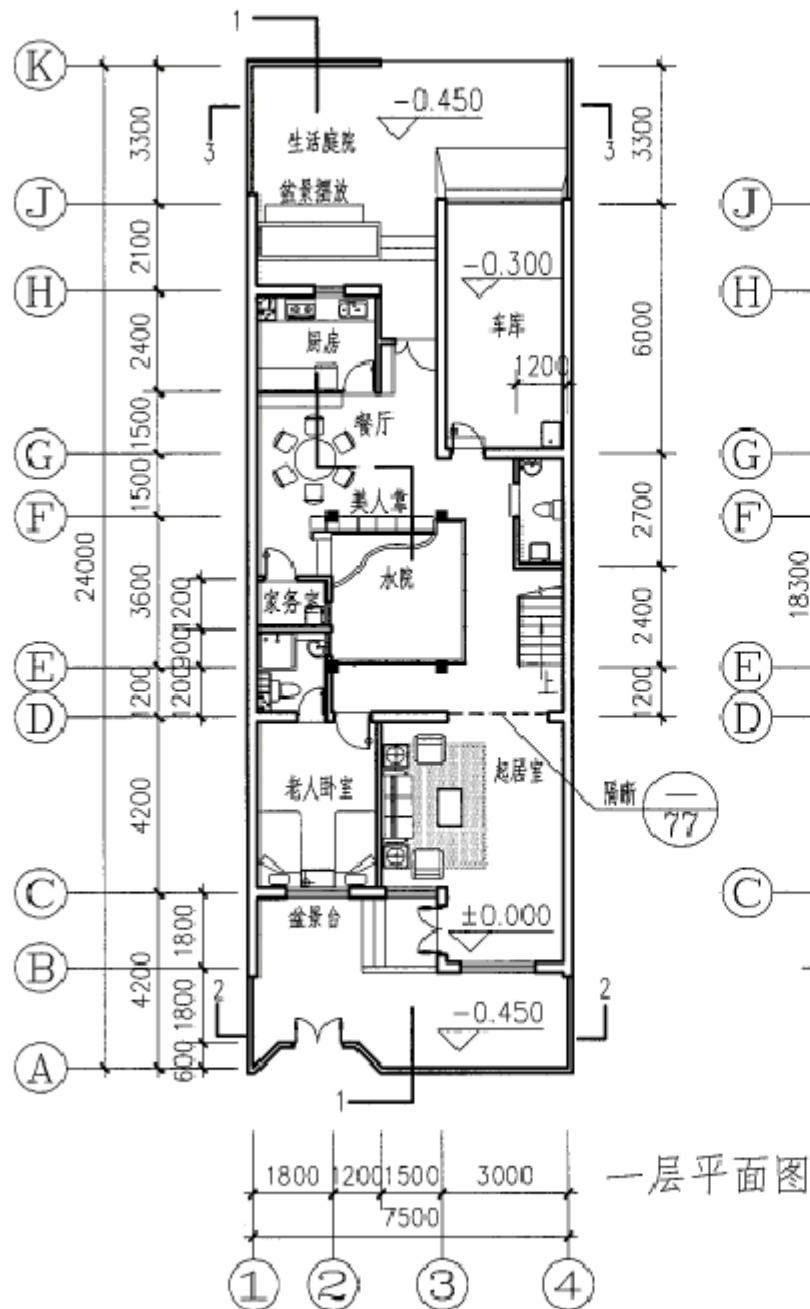 1
K
3300
3
-0.450
3
3300
生活庭院
J
盆景摆放
J
2100
-0.300
H
H
2400
厨房
车库
6000
1200
1500
餐厅
G
G
1500
美人靠
2700
F
F
24000
3600
1200
家务室
水院
18300
900
2400
E
E
1200
1200
上
1200
D
D
4200
老人卧室
起居室
隔断
一
77
C
C
盆景台
±0.000
1800
B
4200
2
1800
-0.450
2
600
A
1
1800
1200
1500
3000
一层平面图
7500
1
2
3
4